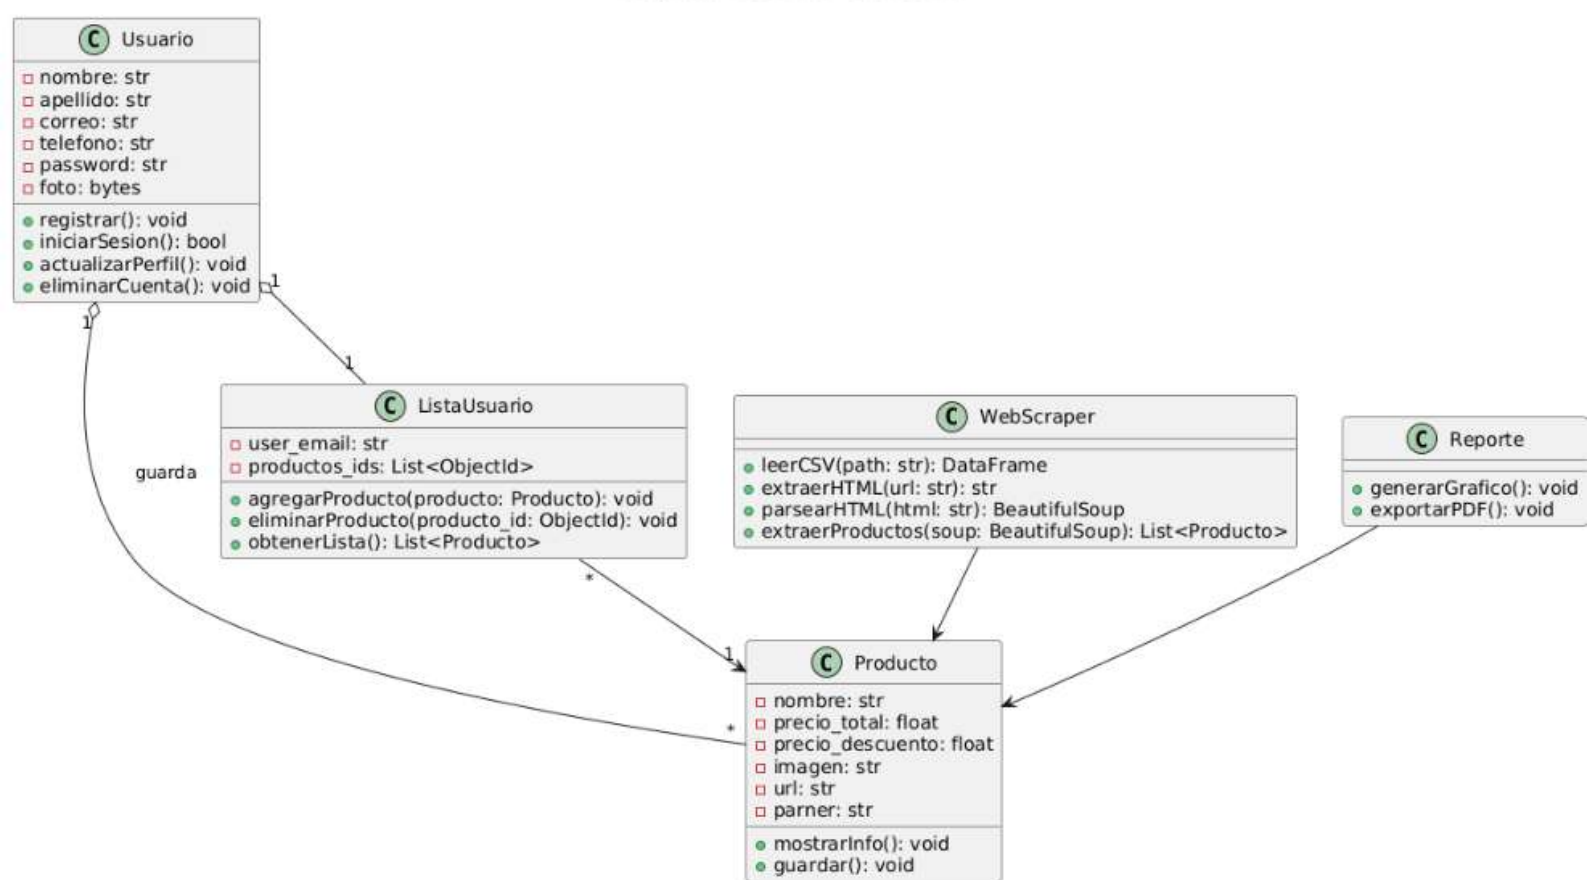 C Usuario
nombre: str
apellido: str
correo: str
telefono: str
password: str
foto: bytes
registrar(): void
iniciarSesion(): bool
actualizarPerfil(): void
eliminarCuenta(): void
1
1
1
guarda
C ListaUsuario
user_email: str
productos_ids: List<ObjectId>
agregarProducto(producto: Producto): void
eliminarProducto(producto_id: ObjectId): void
obtenerLista(): List<Producto>
C WebScraper
leerCSV(path: str): DataFrame
extraerHTML(url: str): str
parsearHTML(html: str): BeautifulSoup
extraerProductos(soup: BeautifulSoup): List<Producto>
C Reporte
generarGrafico(): void
exportarPDF(): void
*
1
*
C Producto
nombre: str
precio_total: float
precio_descuento: float
imagen: str
url: str
parner: str
mostrarInfo(): void
guardar(): void